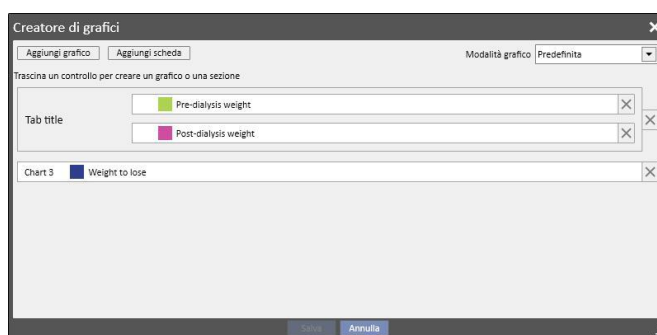 Creatore di grafici
Aggiungi grafico Aggiungi scheda Modalità grafico Predefinita
Trascina un controllo per creare un grafico o una sezione
Pre-dialysis weight
Tab title
Post-dialysis weight
Chart 3 Weight to lose
Salva Annulla